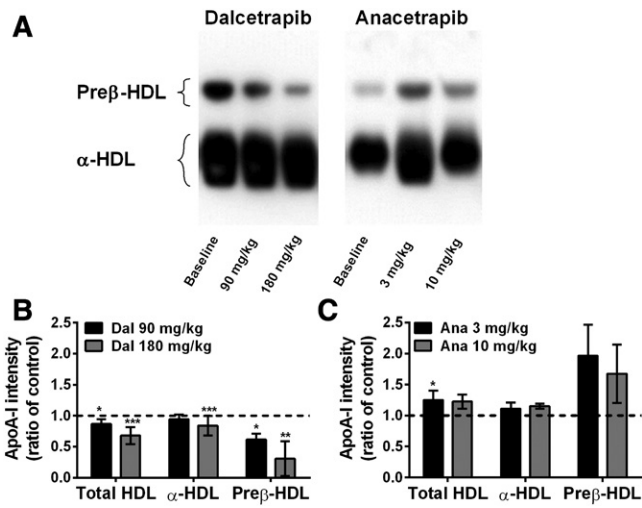 A
Dalcetrapib
Anacetrapib
Preβ-HDL
α-HDL
Baseline
90 mg/kg
180 mg/kg
Baseline
3 mg/kg
10 mg/kg
B
ApoA-I intensity
(ratio of control)
2.5
2.0
1.5
1.0
0.5
0.0
Dal 90 mg/kg
Dal 180 mg/kg
*
***
***
*
**
Total HDL
α-HDL
Preβ-HDL
C
ApoA-I intensity
(ratio of control)
2.5
2.0
1.5
1.0
0.5
0.0
Ana 3 mg/kg
Ana 10 mg/kg
*
Total HDL
α-HDL
Preβ-HDL